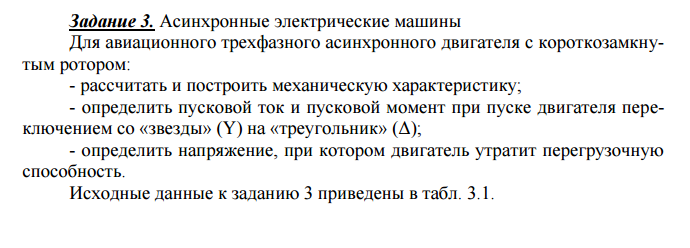 Задание 3. Асинхронные электрические машины
Для авиационного трехфазного асинхронного двигателя с короткозамкну-
тым ротором:
- рассчитать и построить механическую характеристику;
- определить пусковой ток и пусковой момент при пуске двигателя пере-
ключением со «звезды» (Y) на «треугольник» (Δ);
- определить напряжение, при котором двигатель утратит перегрузочную
способность.
Исходные данные к заданию 3 приведены в табл. 3.1.